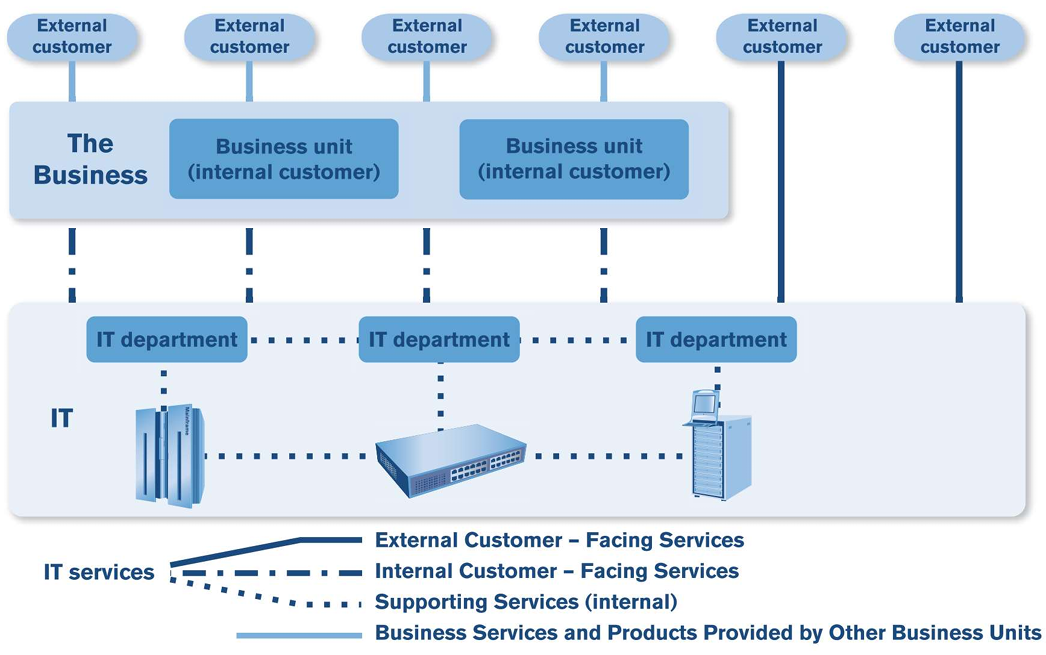 External
customer
External
customer
External
customer
External
customer
External
customer
External
customer
The
Business
Business unit
(internal customer)
Business unit
(internal customer)
IT department
IT department
IT department
IT
Mainframe
IT services
External Customer – Facing Services
Internal Customer – Facing Services
Supporting Services (internal)
Business Services and Products Provided by Other Business Units